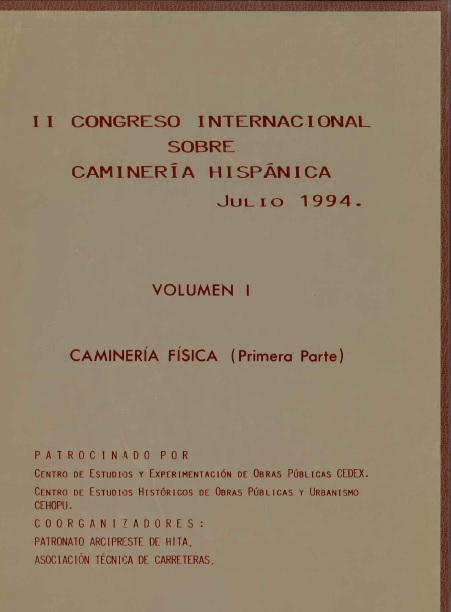 II CONGRESO INTERNACIONAL
SOBRE
CAMINERÍA HISPÁNICA
JULIO 1994.
VOLUMEN I
CAMINERÍA FÍSICA (Primera Parte)
PATROCINADO POR
CENTRO DE ESTUDIOS Y EXPERIMENTACIÓN DE OBRAS PÚBLICAS CEDEX.
CENTRO DE ESTUDIOS HISTÓRICOS DE OBRAS PÚBLICAS Y URBANISMO
CEHOPU.
COORGANIZADORES:
PATRONATO ARCIPRESTE DE HITA.
ASOCIACIÓN TÉCNICA DE CARRETERAS.